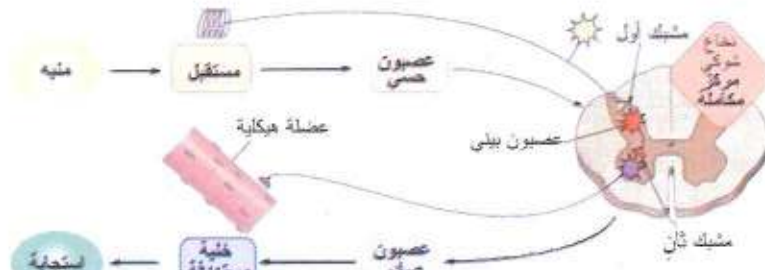 مشبك أول
نخاع
شوكي
مركز
مكاملة
منبه
مستقبل
عصبون
حسي
عضلة هيكلية
عصبون بيني
مشبك ثان
عصبون
خلية
استجابة